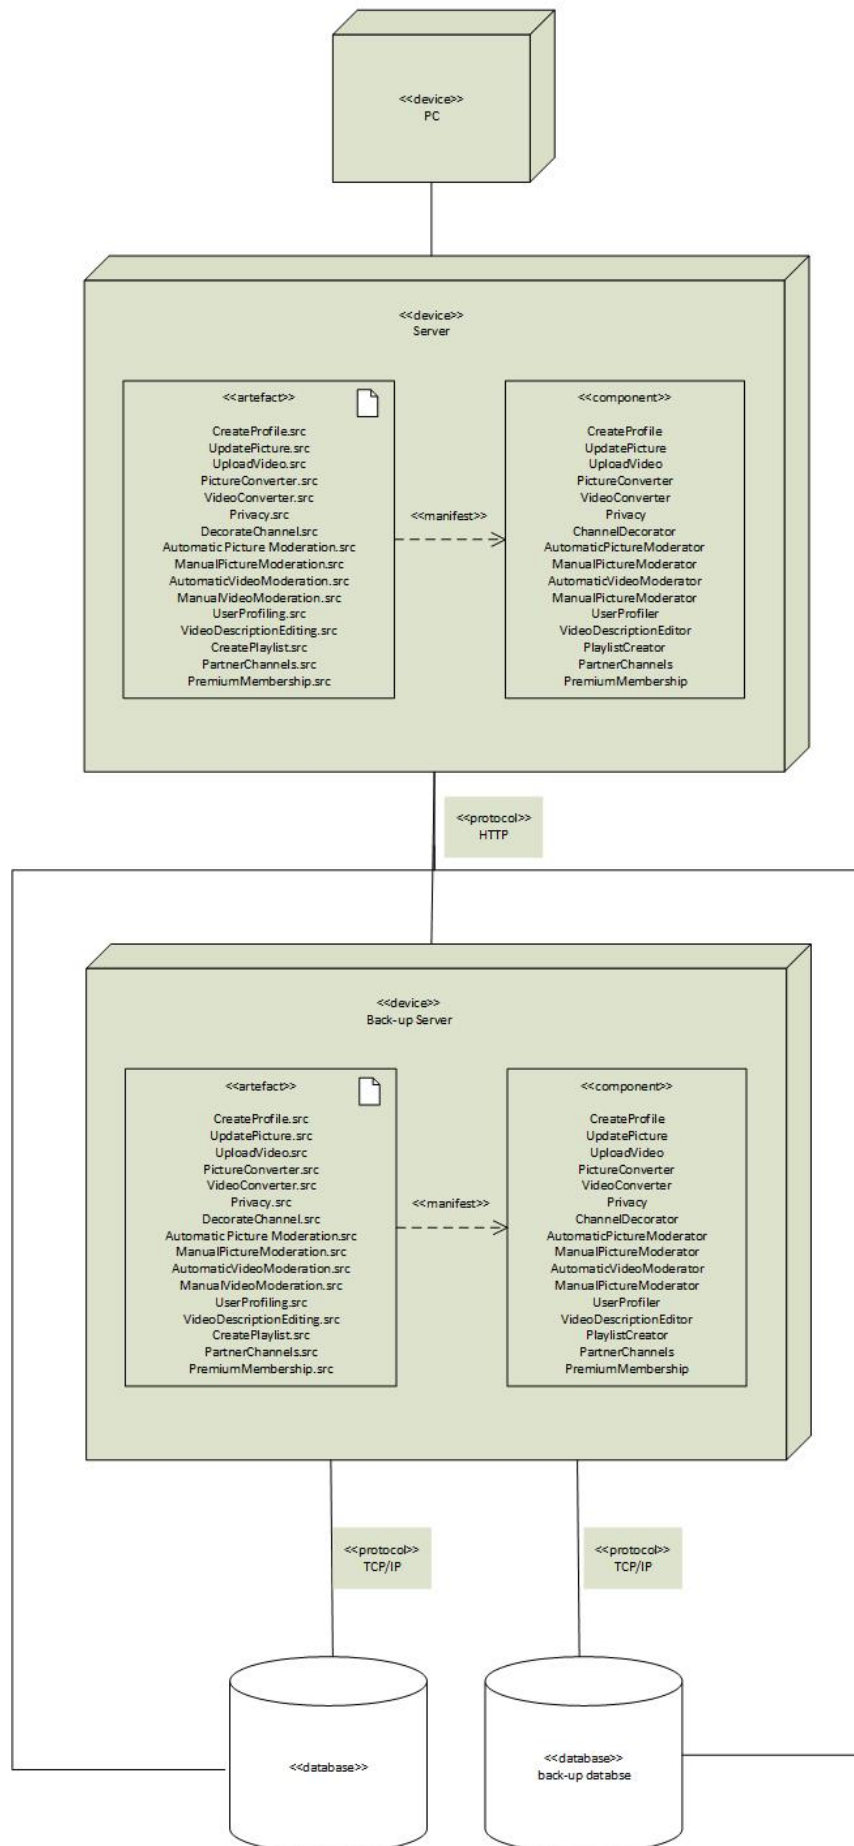 <<device>>
PC
<<device>>
Server
<<artefact>>
CreateProfile.src
UpdatePicture.src
UploadVideo.src
PictureConverter.src
VideoConverter.src
Privacy.src
DecorateChannel.src
Automatic Picture Moderation.src
ManualPictureModeration.src
AutomaticVideoModeration.src
ManualVideoModeration.src
UserProfiling.src
VideoDescriptionEditing.src
CreatePlaylist.src
PartnerChannels.src
PremiumMembership.src
<<manifest>>
<<component>>
CreateProfile
UpdatePicture
UploadVideo
PictureConverter
VideoConverter
Privacy
ChannelDecorator
AutomaticPictureModerator
ManualPictureModerator
AutomaticVideoModerator
ManualPictureModerator
UserProfiler
VideoDescriptionEditor
PlaylistCreator
PartnerChannels
PremiumMembership
<<protocol>>
HTTP
<<device>>
Back-up Server
<<artefact>>
CreateProfile.src
UpdatePicture.src
UploadVideo.src
PictureConverter.src
VideoConverter.src
Privacy.src
DecorateChannel.src
Automatic Picture Moderation.src
ManualPictureModeration.src
AutomaticVideoModeration.src
ManualVideoModeration.src
UserProfiling.src
VideoDescriptionEditing.src
CreatePlaylist.src
PartnerChannels.src
PremiumMembership.src
<<manifest>>
<<component>>
CreateProfile
UpdatePicture
UploadVideo
PictureConverter
VideoConverter
Privacy
ChannelDecorator
AutomaticPictureModerator
ManualPictureModerator
AutomaticVideoModerator
ManualPictureModerator
UserProfiler
VideoDescriptionEditor
PlaylistCreator
PartnerChannels
PremiumMembership
<<protocol>>
TCP/IP
<<protocol>>
TCP/IP
<<database>>
<<database>>
back-up databse